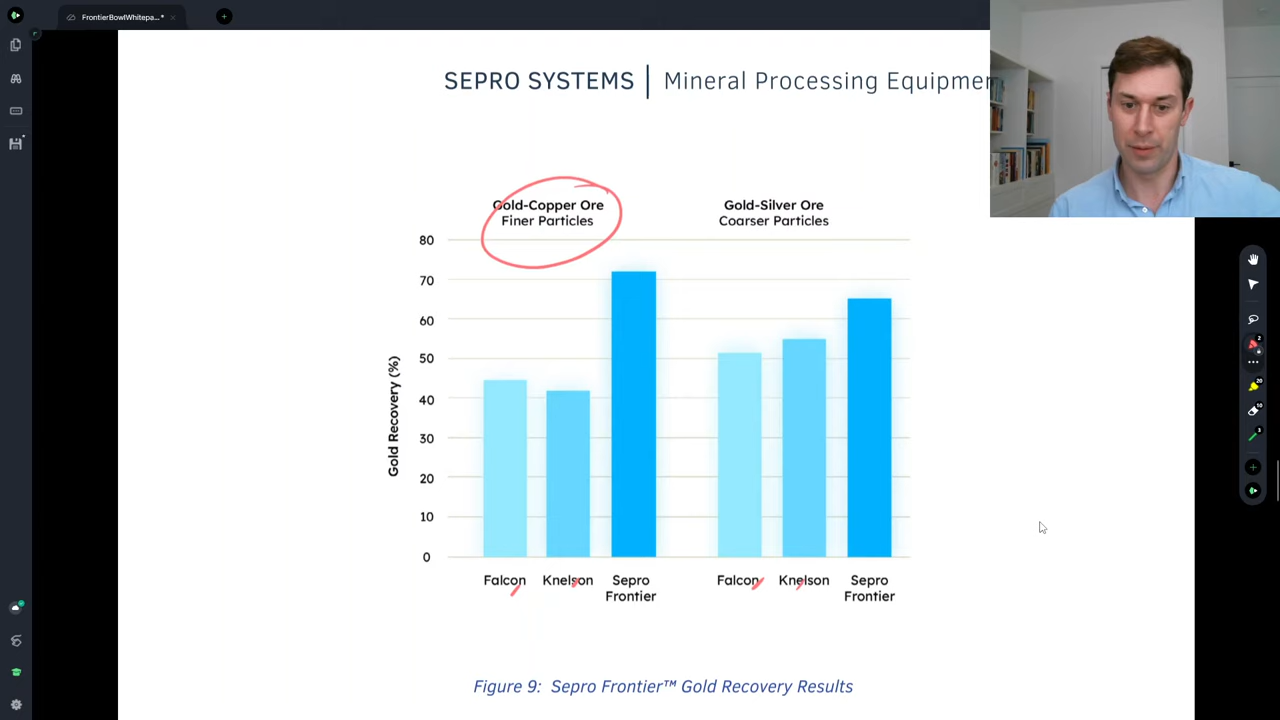 FrontierBowlWhitepa...*
SEPRO SYSTEMS | Mineral Processing Equipmen
Gold-Copper Ore
Finer Particles
Gold-Silver Ore
Coarser Particles
80
70
60
50
40
30
20
10
0
Gold Recovery (%)
Falcon
Knelson
Sepro
Frontier
Falcon
Knelson
Sepro
Frontier
Figure 9: Sepro Frontier™ Gold Recovery Results